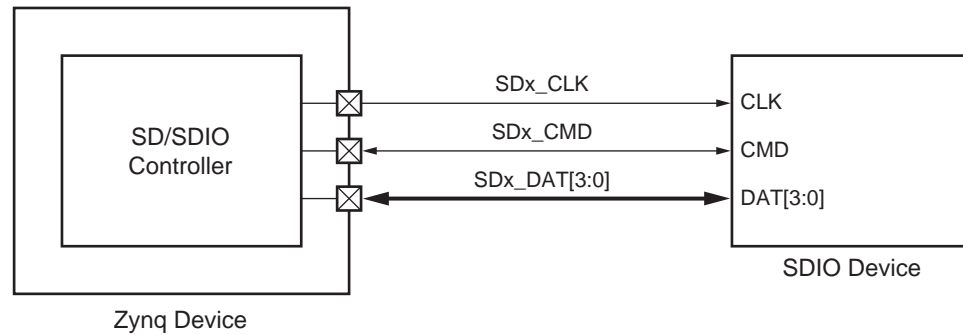 SDx_CLK
CLK
SD/SDIO
Controller
SDx_CMD
CMD
SDx_DAT[3:0]
DAT[3:0]
SDIO Device
Zynq Device